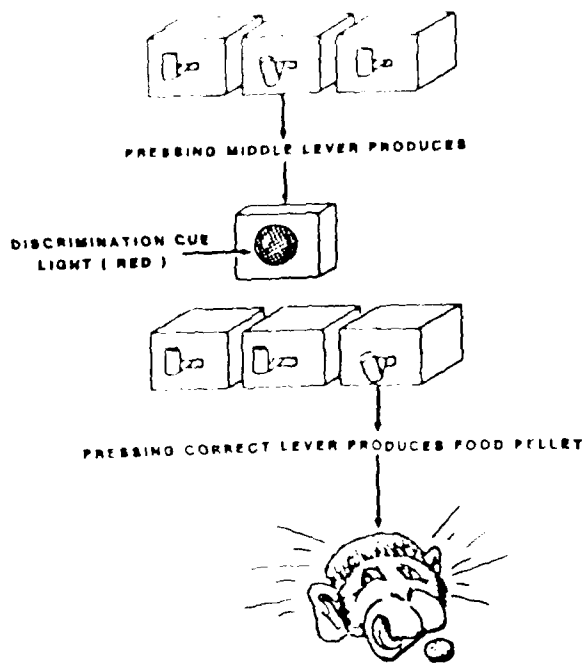 PRESSING MIDDLE LEVER PRODUCES
DISCRIMINATION CUE
LIGHT ( RED )
PRESSING CORRECT LEVER PRODUCES FOOD PELLET